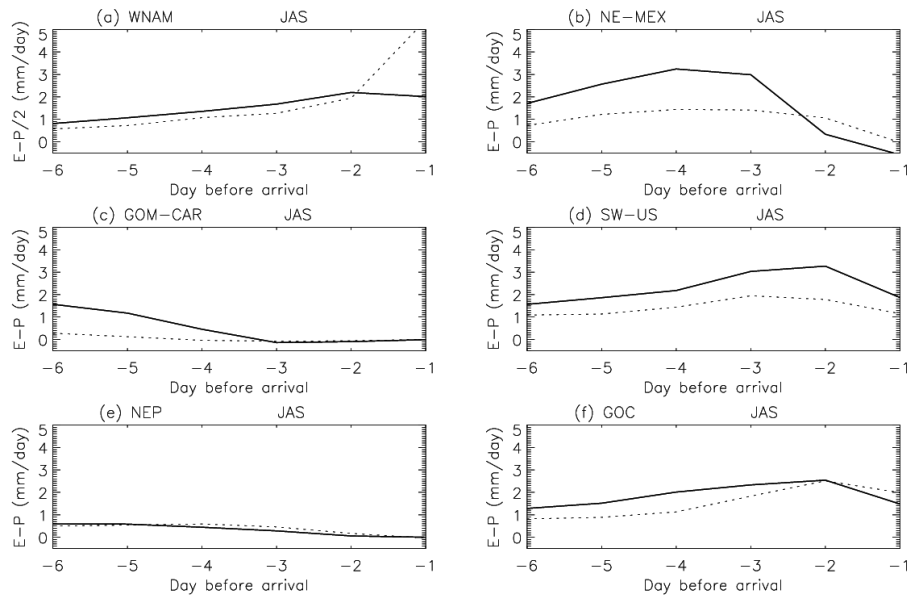 (a) WNAM JAS
E-P/2 (mm/day)
5
4
3
2
1
0
-6 -5 -4 -3 -2 -1
Day before arrival
(b) NE-MEX JAS
E-P (mm/day)
5
4
3
2
1
0
-6 -5 -4 -3 -2 -1
Day before arrival
(c) GOM-CAR JAS
E-P (mm/day)
5
4
3
2
1
0
-6 -5 -4 -3 -2 -1
Day before arrival
(d) SW-US JAS
E-P (mm/day)
5
4
3
2
1
0
-6 -5 -4 -3 -2 -1
Day before arrival
(e) NEP JAS
E-P (mm/day)
5
4
3
2
1
0
-6 -5 -4 -3 -2 -1
Day before arrival
(f) GOC JAS
E-P (mm/day)
5
4
3
2
1
0
-6 -5 -4 -3 -2 -1
Day before arrival